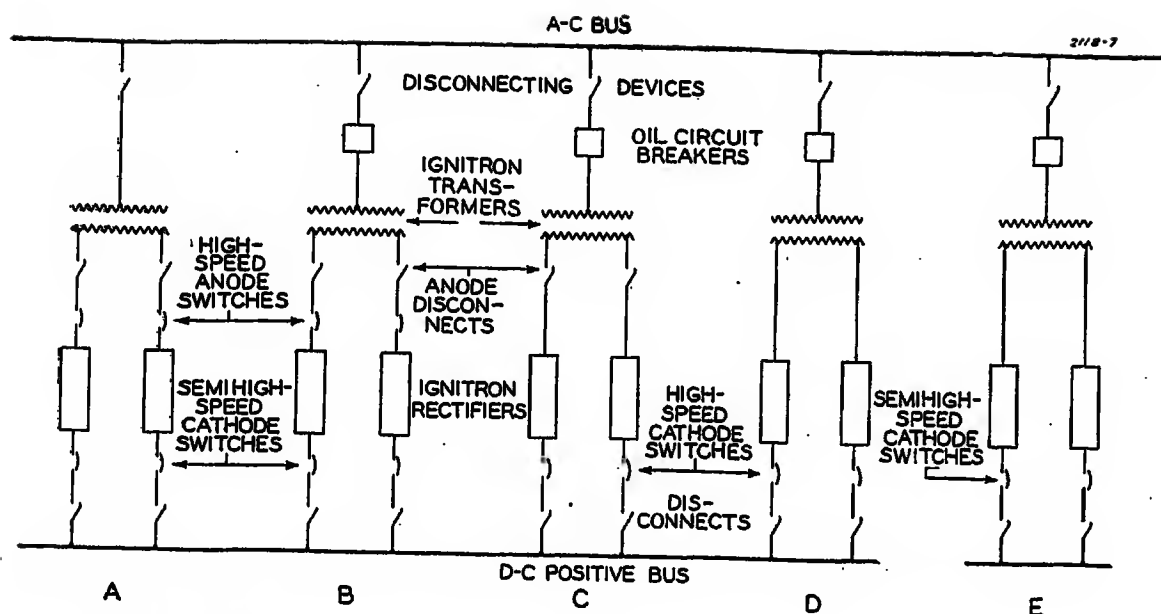 A-C BUS
2118-7
DISCONNECTING DEVICES
OIL CIRCUIT
BREAKERS
IGNITRON
TRANS-
FORMERS
HIGH-
SPEED
ANODE
SWITCHES
ANODE
DISCON-
NECTS
SEMIHIGH-
SPEED
CATHODE
SWITCHES
IGNITRON
RECTIFIERS
HIGH-
SPEED
CATHODE
SWITCHES
SEMIHIGH-
SPEED
CATHODE
SWITCHES
DIS-
CONNECTS
D-C POSITIVE BUS
A B C D E